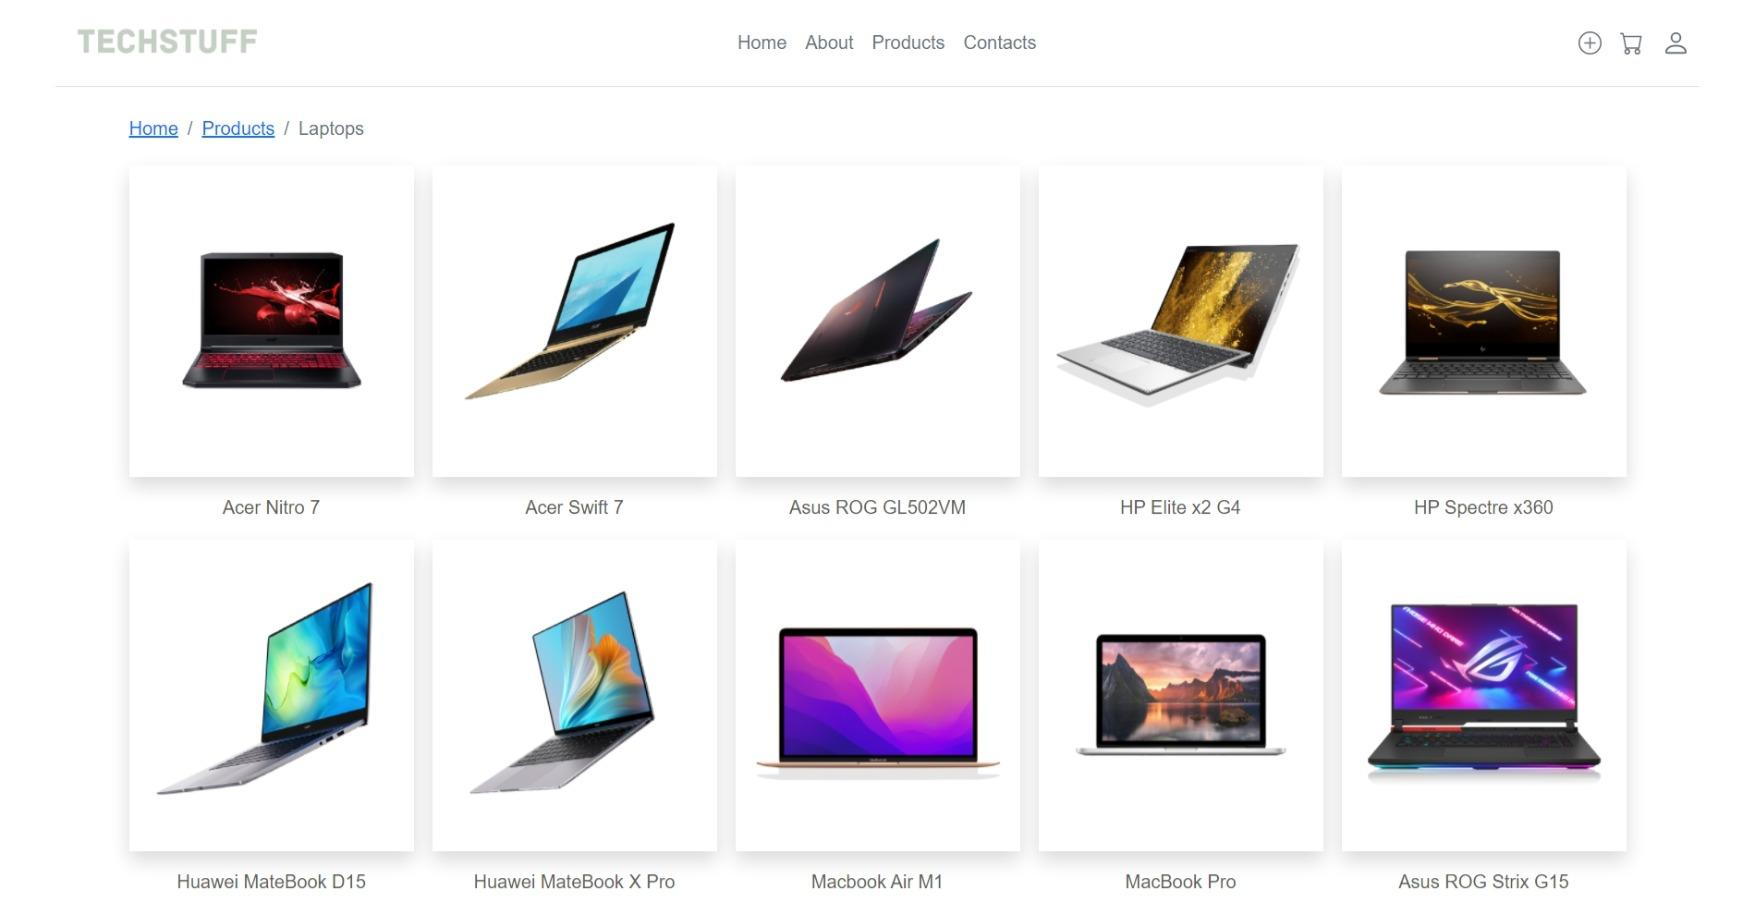 TECHSTUFF
Home About Products Contacts
Home / Products / Laptops
Acer Nitro 7
Acer Swift 7
Asus ROG GL502VM
HP Elite x2 G4
HP Spectre x360
Huawei MateBook D15
Huawei MateBook X Pro
Macbook Air M1
MacBook Pro
Asus ROG Strix G15